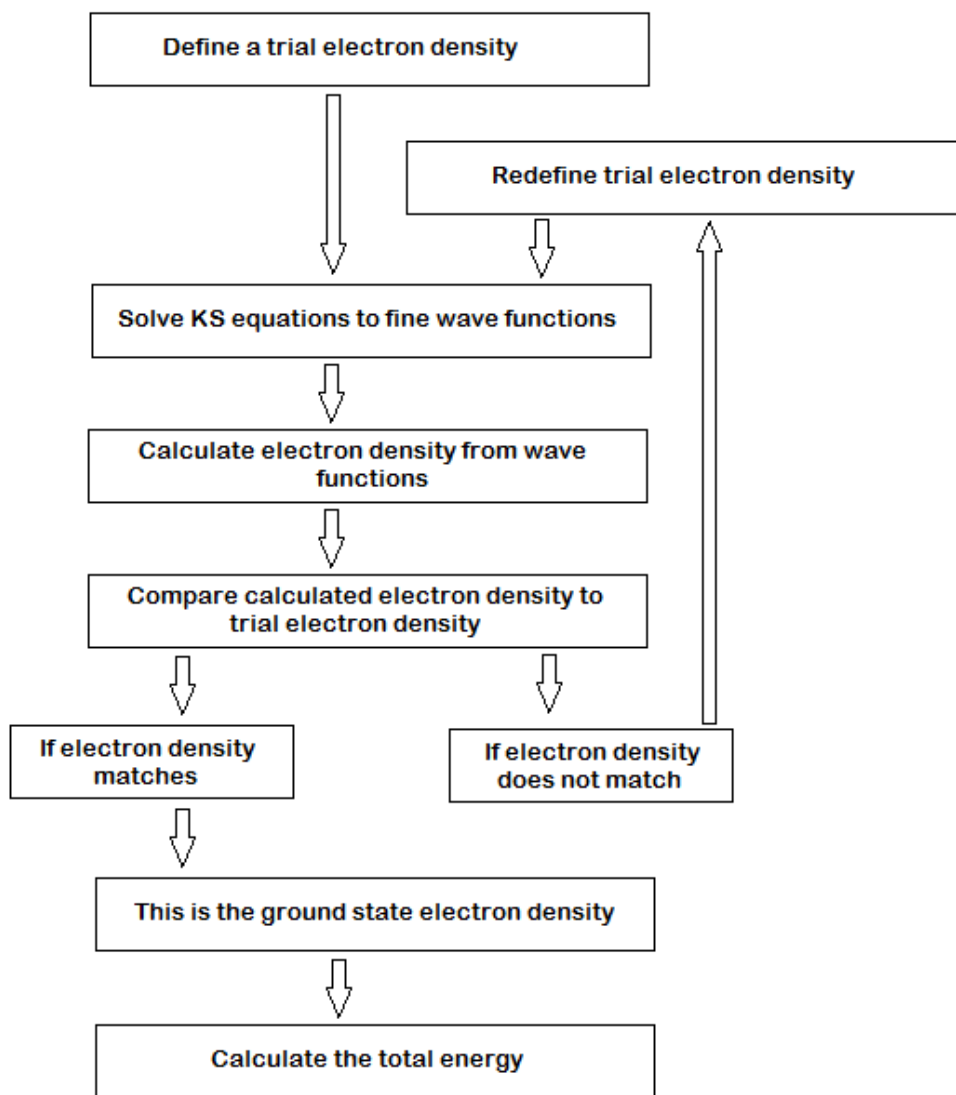 Define a trial electron density
Redefine trial electron density
Solve KS equations to fine wave functions
Calculate electron density from wave
functions
Compare calculated electron density to
trial electron density
If electron density
matches
If electron density
does not match
This is the ground state electron density
Calculate the total energy